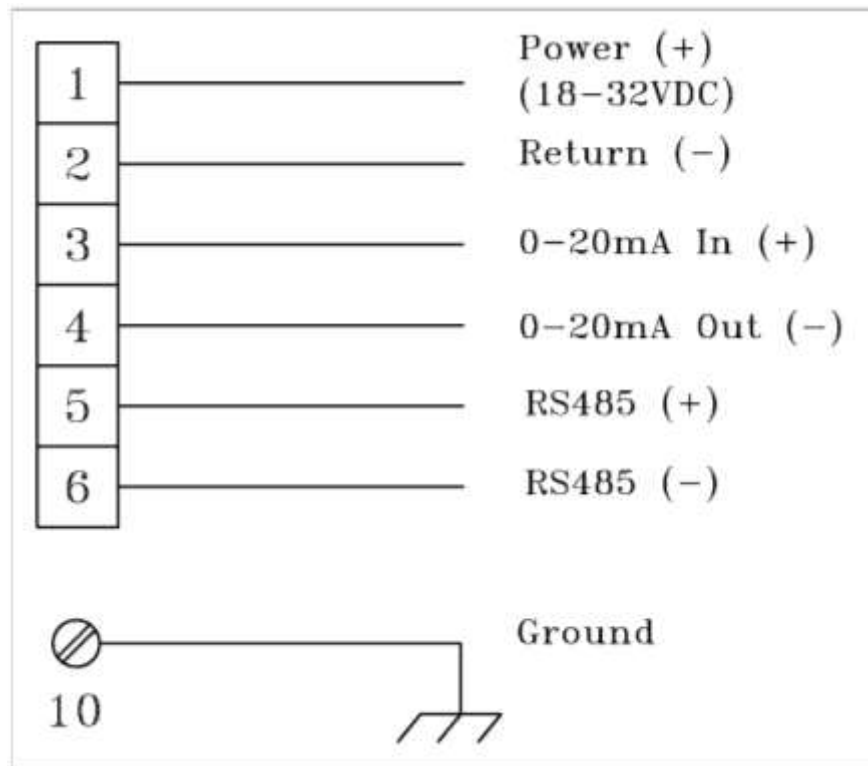 1
Power (+)
(18-32VDC)
2
Return (-)
3
0-20mA In (+)
4
0-20mA Out (-)
5
RS485 (+)
6
RS485 (-)
Ground
10